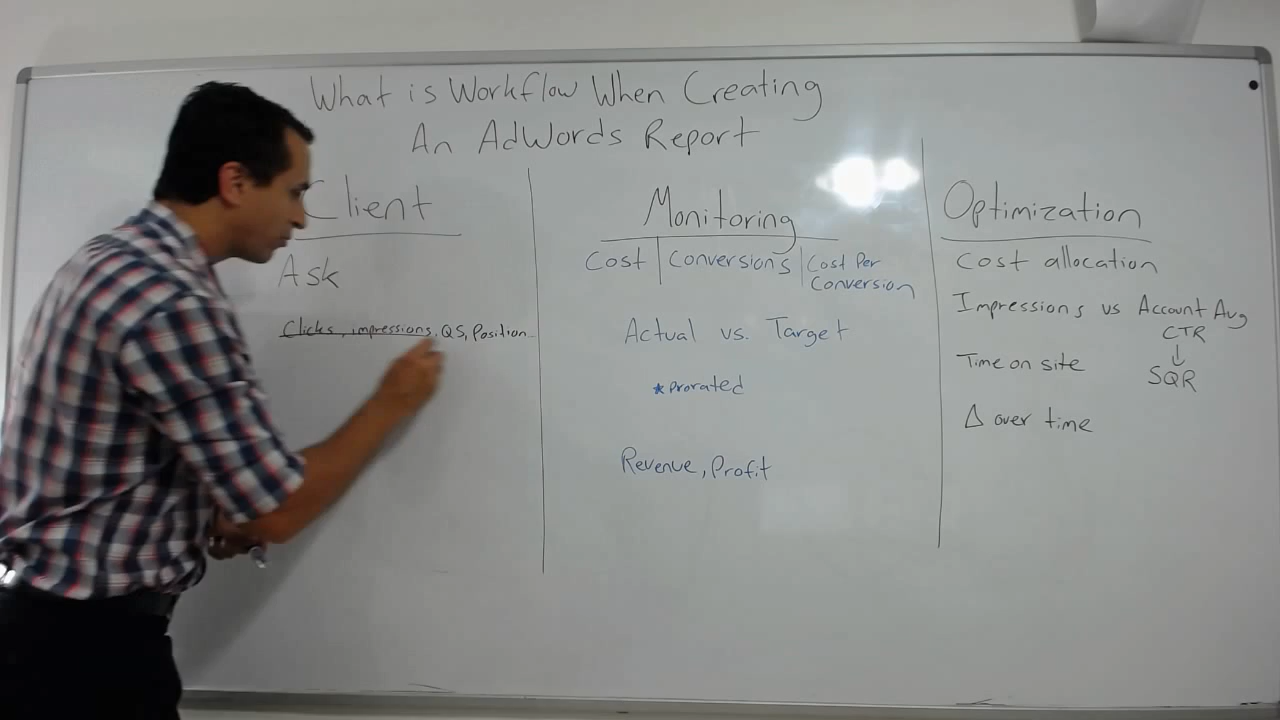 What is Workflow When Creating
An AdWords Report
Client
Ask
Clicks, impressions, QS, Position...
Monitoring
Cost Conversions Cost Per
Conversion
Actual vs. Target
*prorated
Revenue, Profit
Optimization
Cost allocation
Impressions vs Account Avg
CTR
↓
SQR
Time on site
Δ over time